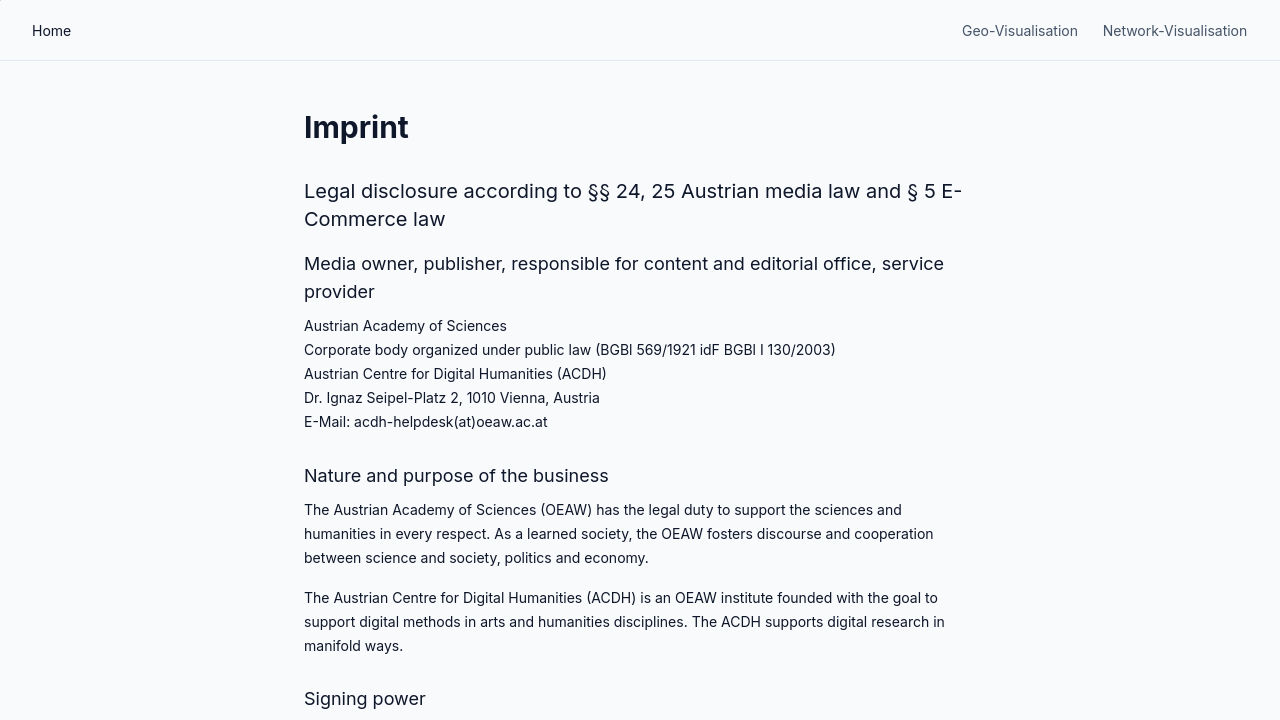 Home
Geo-Visualisation
Network-Visualisation
Imprint
Legal disclosure according to §§ 24, 25 Austrian media law and § 5 E-
Commerce law
Media owner, publisher, responsible for content and editorial office, service
provider
Austrian Academy of Sciences
Corporate body organized under public law (BGBl 569/1921 idF BGBl I 130/2003)
Austrian Centre for Digital Humanities (ACDH)
Dr. Ignaz Seipel-Platz 2, 1010 Vienna, Austria
E-Mail: acdh-helpdesk(at)oeaw.ac.at
Nature and purpose of the business
The Austrian Academy of Sciences (OEAW) has the legal duty to support the sciences and
humanities in every respect. As a learned society, the OEAW fosters discourse and cooperation
between science and society, politics and economy.
The Austrian Centre for Digital Humanities (ACDH) is an OEAW institute founded with the goal to
support digital methods in arts and humanities disciplines. The ACDH supports digital research in
manifold ways.
Signing power